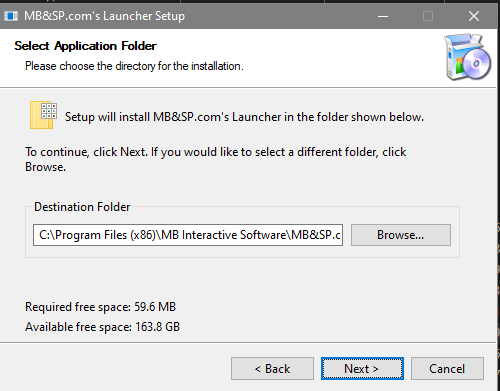 MB&SP.com's Launcher Setup
Select Application Folder
Please choose the directory for the installation.
Setup will install MB&SP.com's Launcher in the folder shown below.
To continue, click Next. If you would like to select a different folder, click
Browse.
Destination Folder
C:\Program Files (x86)\MB Interactive Software\MB&SP.c
Browse...
Required free space: 59.6 MB
Available free space: 163.8 GB
< Back
Next >
Cancel